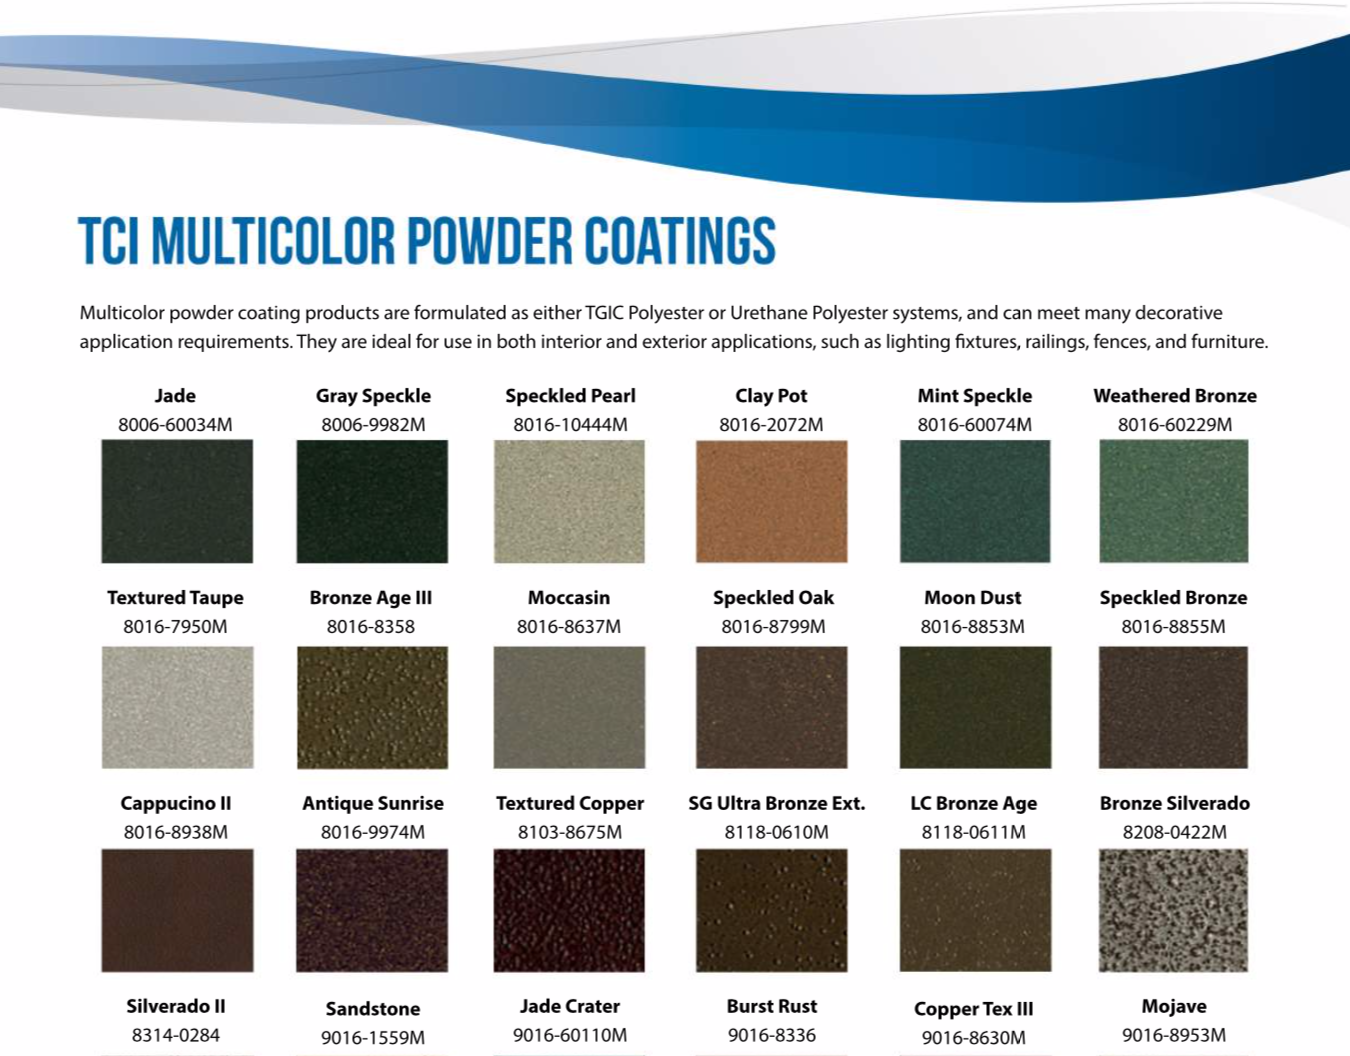 TCI MULTICOLOR POWDER COATINGS
Multicolor powder coating products are formulated as either TGIC Polyester or Urethane Polyester systems, and can meet many decorative
application requirements. They are ideal for use in both interior and exterior applications, such as lighting fixtures, railings, fences, and furniture.
Jade Gray Speckle Speckled Pearl Clay Pot Mint Speckle Weathered Bronze
8006-60034M 8006-9982M 8016-10444M 8016-2072M 8016-60074M 8016-60229M
Textured Taupe Bronze Age III Moccasin Speckled Oak Moon Dust Speckled Bronze
8016-7950M 8016-8358 8016-8637M 8016-8799M 8016-8853M 8016-8855M
Cappucino II Antique Sunrise Textured Copper SG Ultra Bronze Ext. LC Bronze Age Bronze Silverado
8016-8938M 8016-9974M 8103-8675M 8118-0610M 8118-0611M 8208-0422M
Silverado II Sandstone Jade Crater Burst Rust Copper Tex III Mojave
8314-0284 9016-1559M 9016-60110M 9016-8336 9016-8630M 9016-8953M